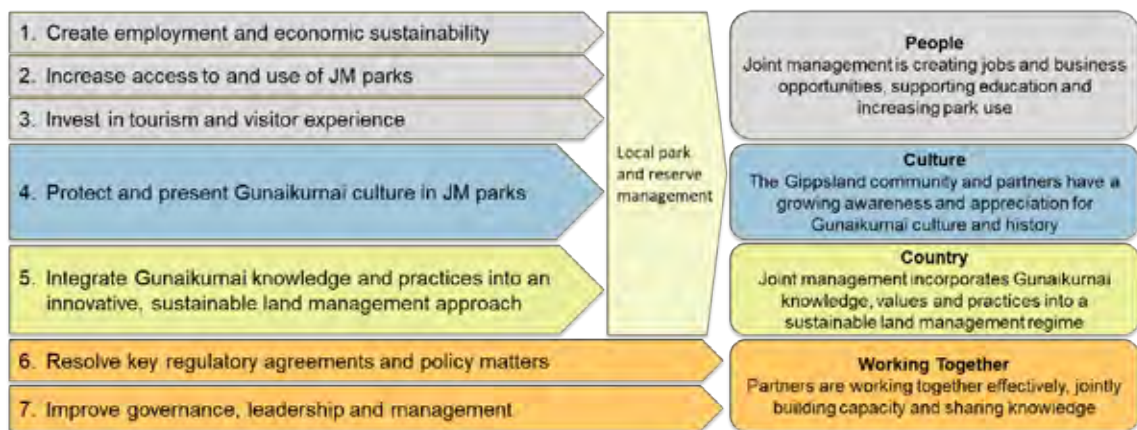 1. Create employment and economic sustainability
2. Increase access to and use of JM parks
3. Invest in tourism and visitor experience
4. Protect and present Gunaikurnai culture in JM parks
5. Integrate Gunaikurnai knowledge and practices into an
innovative, sustainable land management approach
6. Resolve key regulatory agreements and policy matters
7. Improve governance, leadership and management
Local park
and reserve
management
People
Joint management is creating jobs and business
opportunities, supporting education and
increasing park use
Culture
The Gippsland community and partners have a
growing awareness and appreciation for
Gunaikurnai culture and history
Country
Joint management incorporates Gunaikurnai
knowledge, values and practices into a
sustainable land management regime
Working Together
Partners are working together effectively, jointly
building capacity and sharing knowledge